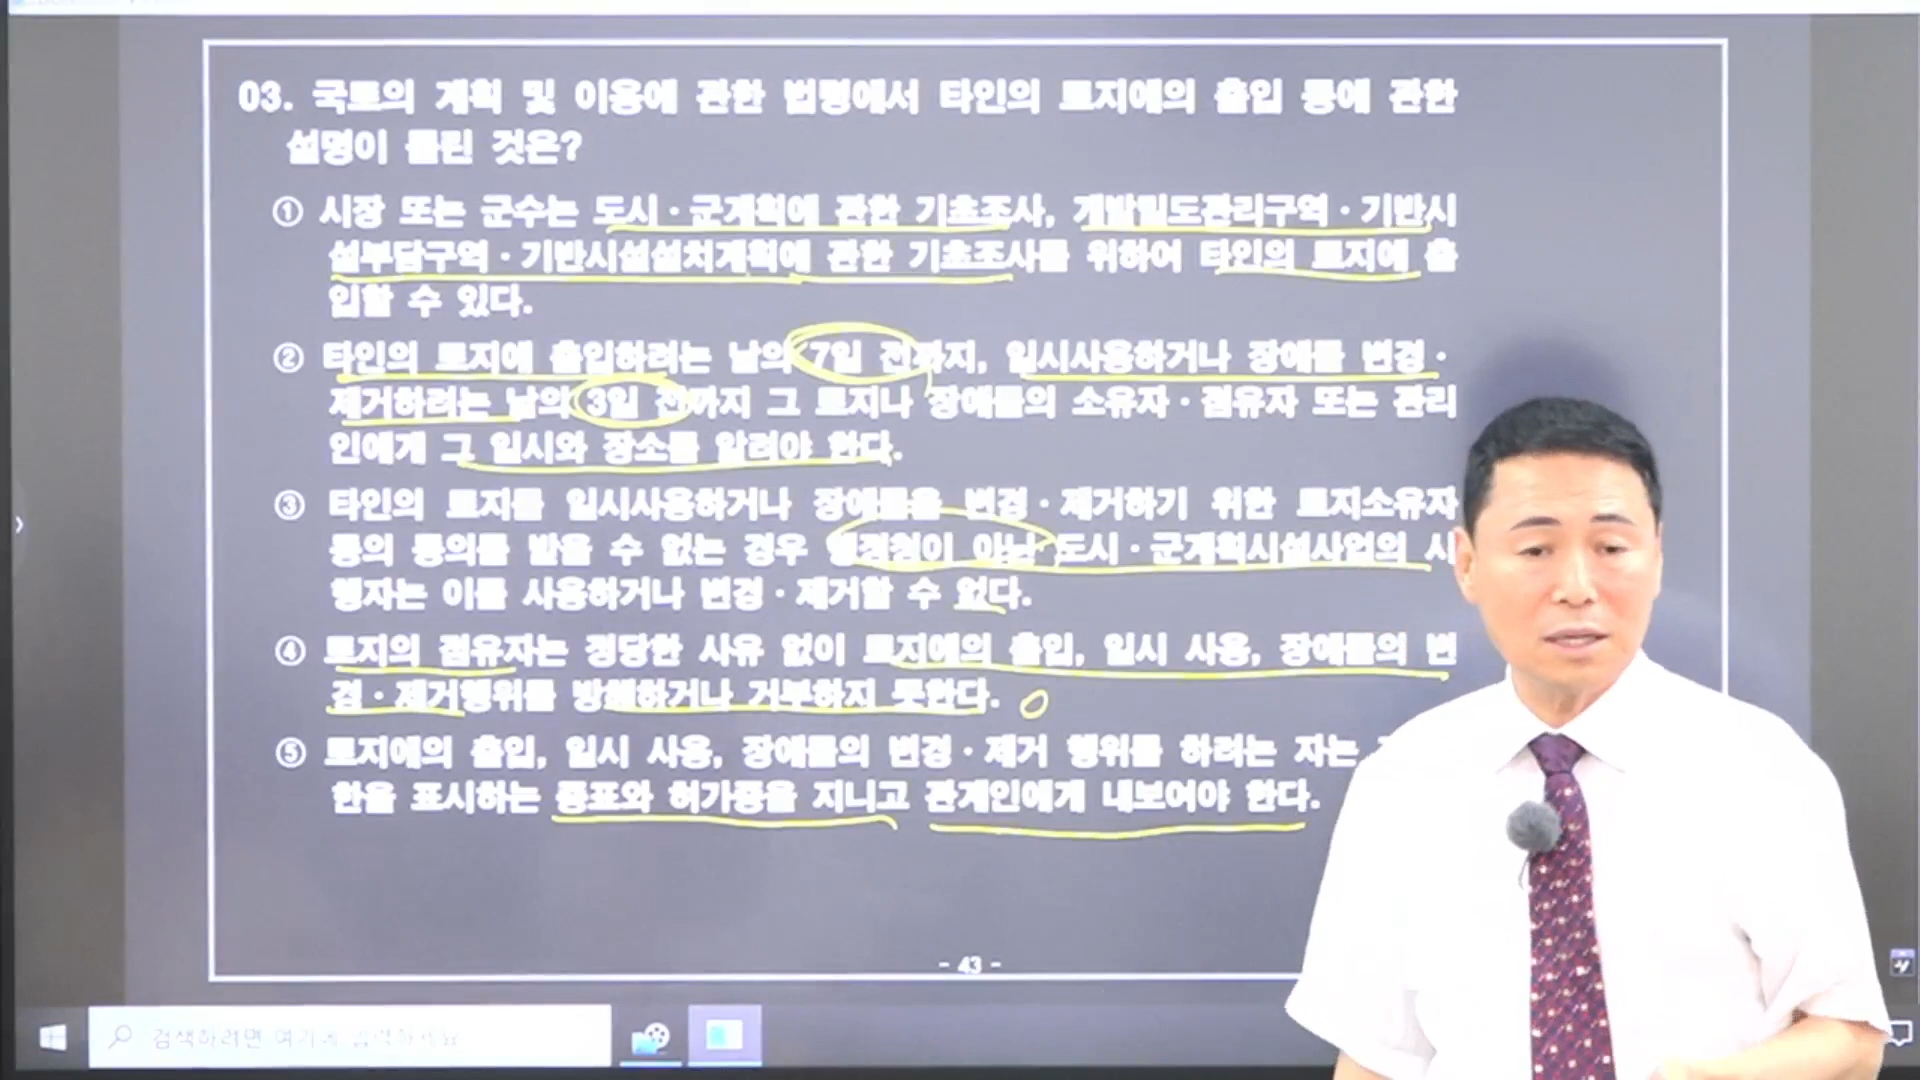 03. 국토의 계획 및 이용에 관한 법령에서 타인의 토지에의 출입 등에 관한
설명이 틀린 것은?
① 시장 또는 군수는 도시·군계획에 관한 기초조사, 개발밀도관리구역·기반시
설부담구역·기반시설설치계획에 관한 기초조사를 위하여 타인의 토지에 출
입할 수 있다.
② 타인의 토지에 출입하려는 날의 7일 전까지, 일시사용하거나 장애물 변경·
제거하려는 날의 3일 전까지 그 토지나 장애물의 소유자·점유자 또는 관리
인에게 그 일시와 장소를 알려야 한다.
③ 타인의 토지를 일시사용하거나 장애물을 변경·제거하기 위한 토지소유자
등의 동의를 받을 수 없는 경우 행정청이 아닌 도시·군계획시설사업의 시
행자는 이를 사용하거나 변경·제거할 수 없다.
④ 토지의 점유자는 정당한 사유 없이 토지에의 출입, 일시 사용, 장애물의 변
경·제거행위를 방해하거나 거부하지 못한다.
⑤ 토지에의 출입, 일시 사용, 장애물의 변경·제거 행위를 하려는 자는
한을 표시하는 증표와 허가증을 지니고 관계인에게 내보여야 한다.
- 43 -
검색하려면 여기에 입력하세요